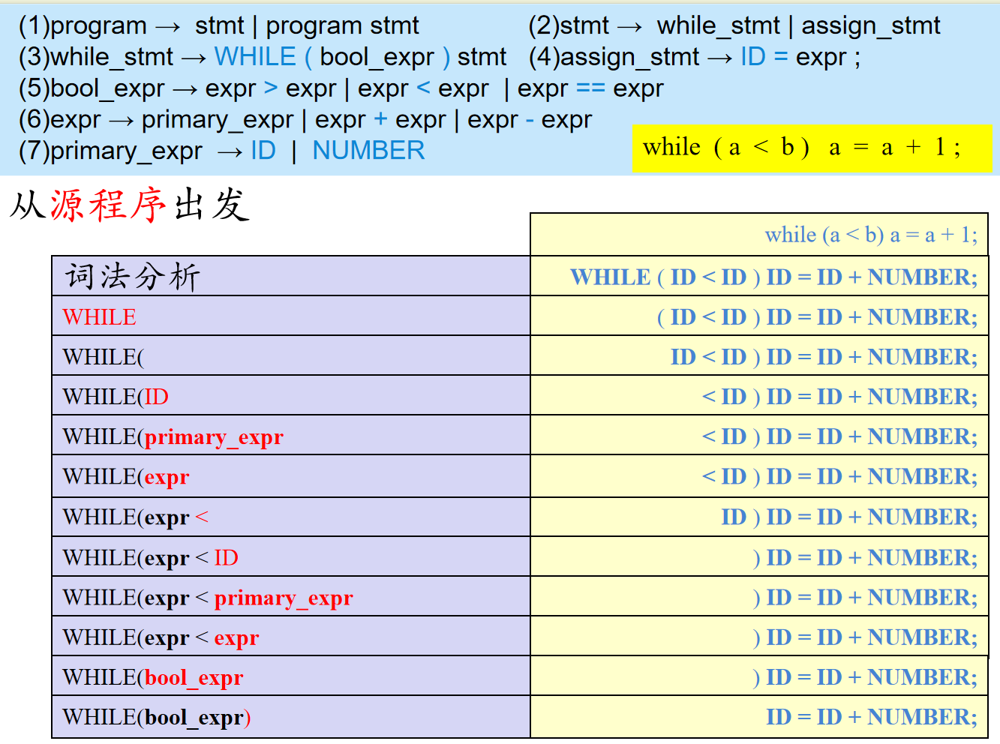 (1)program → stmt | program stmt (2)stmt → while_stmt | assign_stmt
(3)while_stmt → WHILE ( bool_expr ) stmt (4)assign_stmt → ID = expr ;
(5)bool_expr → expr > expr | expr < expr | expr == expr
(6)expr → primary_expr | expr + expr | expr - expr
(7)primary_expr → ID | NUMBER
while ( a < b ) a = a + 1 ;
从源程序出发
while (a < b) a = a + 1;
词法分析 WHILE ( ID < ID ) ID = ID + NUMBER;
WHILE ( ID < ID ) ID = ID + NUMBER;
WHILE( ID < ID ) ID = ID + NUMBER;
WHILE(ID < ID ) ID = ID + NUMBER;
WHILE(primary_expr < ID ) ID = ID + NUMBER;
WHILE(expr < ID ) ID = ID + NUMBER;
WHILE(expr < ID ) ID = ID + NUMBER;
WHILE(expr < ID ) ID = ID + NUMBER;
WHILE(expr < primary_expr ) ID = ID + NUMBER;
WHILE(expr < expr ) ID = ID + NUMBER;
WHILE(bool_expr ) ID = ID + NUMBER;
WHILE(bool_expr) ID = ID + NUMBER;